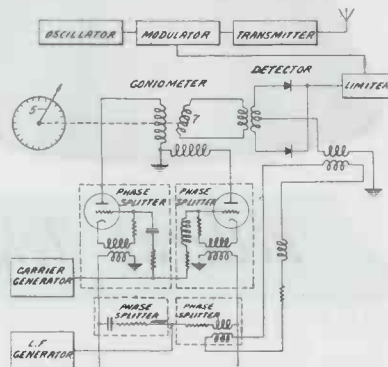 OSCILLATOR
MODULATOR
TRANSMITTER
GONIOMETER
DETECTOR
LIMITER
5
7
PHASE
SPLITTER
PHASE
SPLITTER
CARRIER
GENERATOR
PHASE
SPLITTER
PHASE
SPLITTER
L.F
GENERATOR